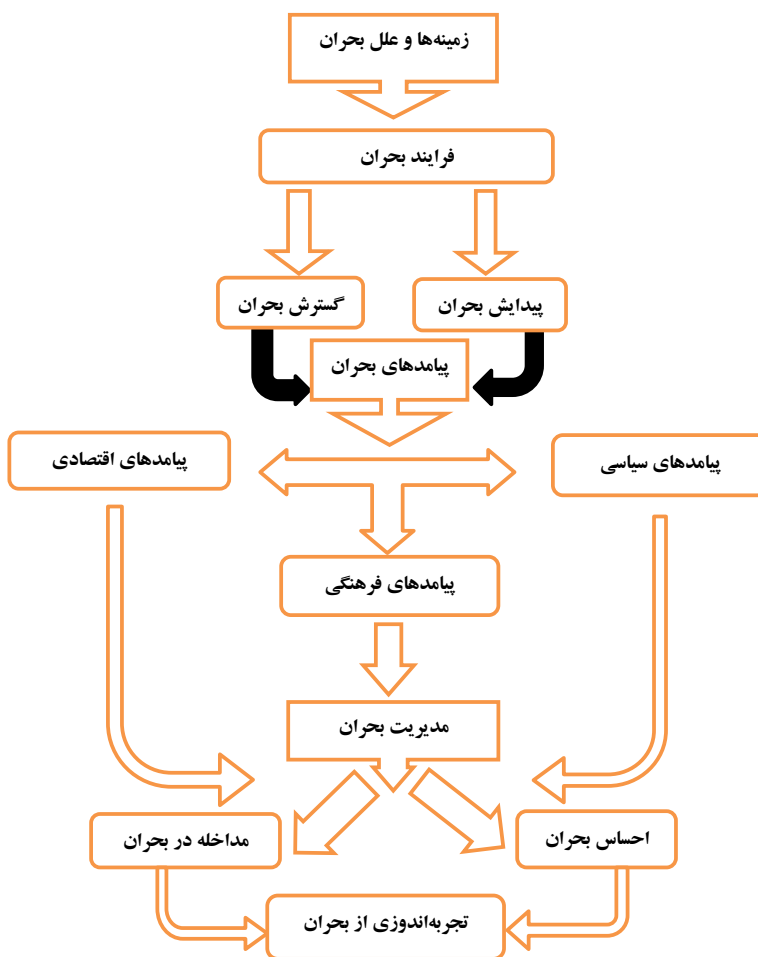 زمینه‌ها و علل بحران
فرایند بحران
پیدایش بحران
گسترش بحران
پیامدهای بحران
پیامدهای سیاسی
پیامدهای اقتصادی
پیامدهای فرهنگی
مدیریت بحران
احساس بحران
مداخله در بحران
تجربه‌اندوزی از بحران